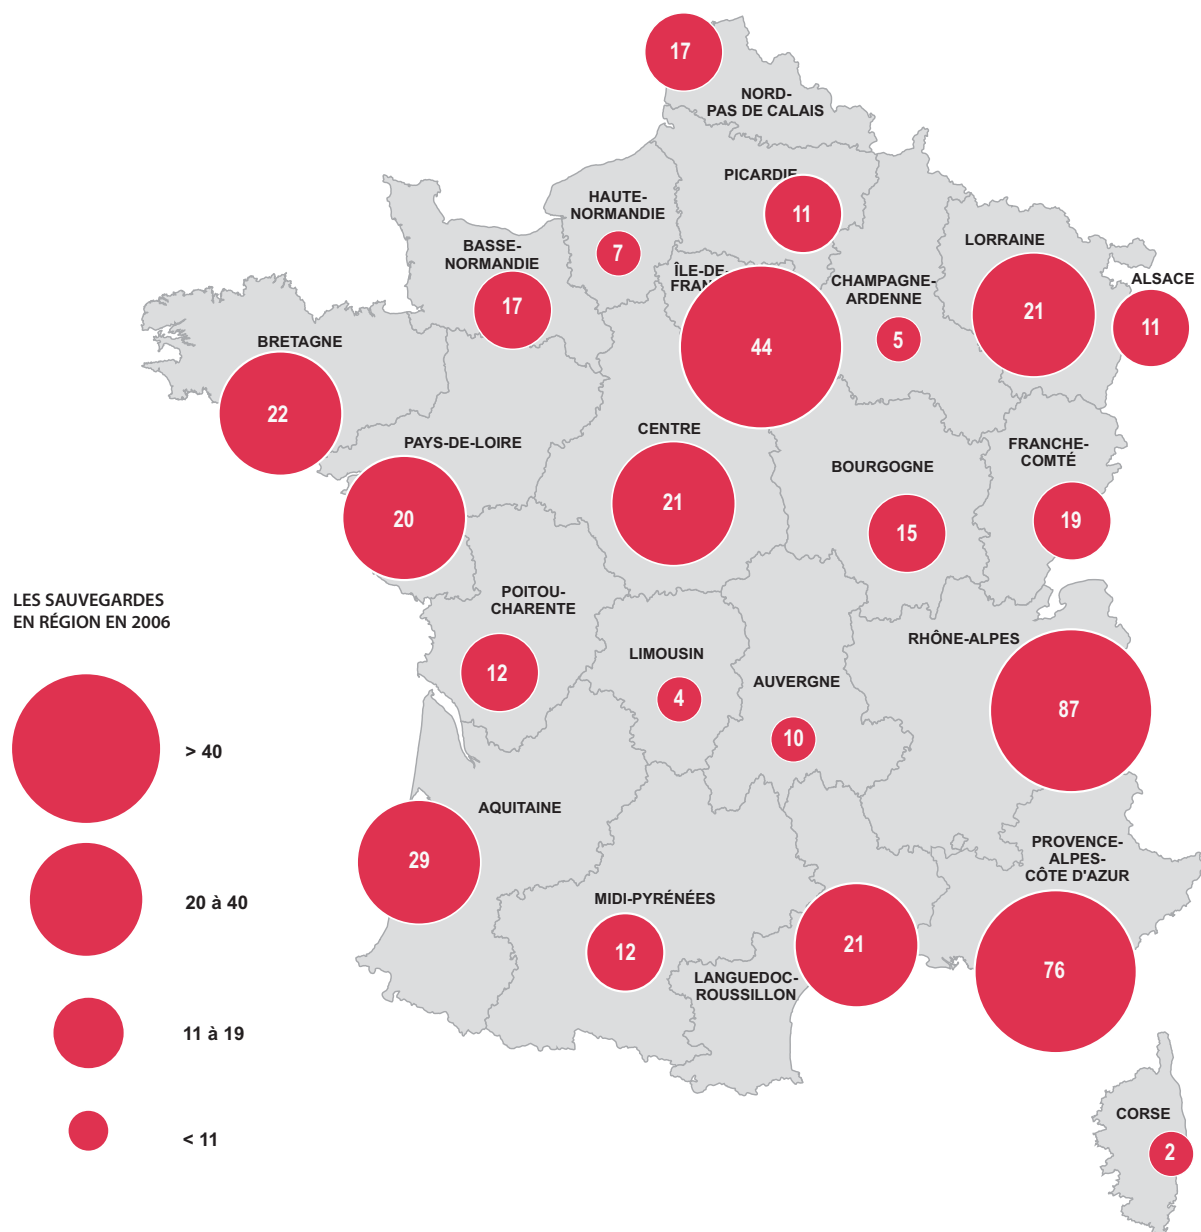 17
NORD-
PAS DE CALAIS
PICARDIE
11
HAUTE-
NORMANDIE
7
BASSE-
NORMANDIE
17
ÎLE-DE-
44
CHAMPAGNE-
ARDENNE
5
LORRAINE
21
ALSACE
11
BRETAGNE
22
PAYS-DE-LOIRE
20
CENTRE
21
BOURGOGNE
15
FRANCHE-
COMTÉ
19
LES SAUVEGARDES
EN RÉGION EN 2006
> 40
20 à 40
11 à 19
< 11
POITOU-
CHARENTE
12
LIMOUSIN
4
AUVERGNE
10
RHÔNE-ALPES
87
AQUITAINE
29
MIDI-PYRÉNÉES
12
LANGUEDOC-
ROUSSILLON
21
PROVENCE-
ALPES-
CÔTE D'AZUR
76
CORSE
2